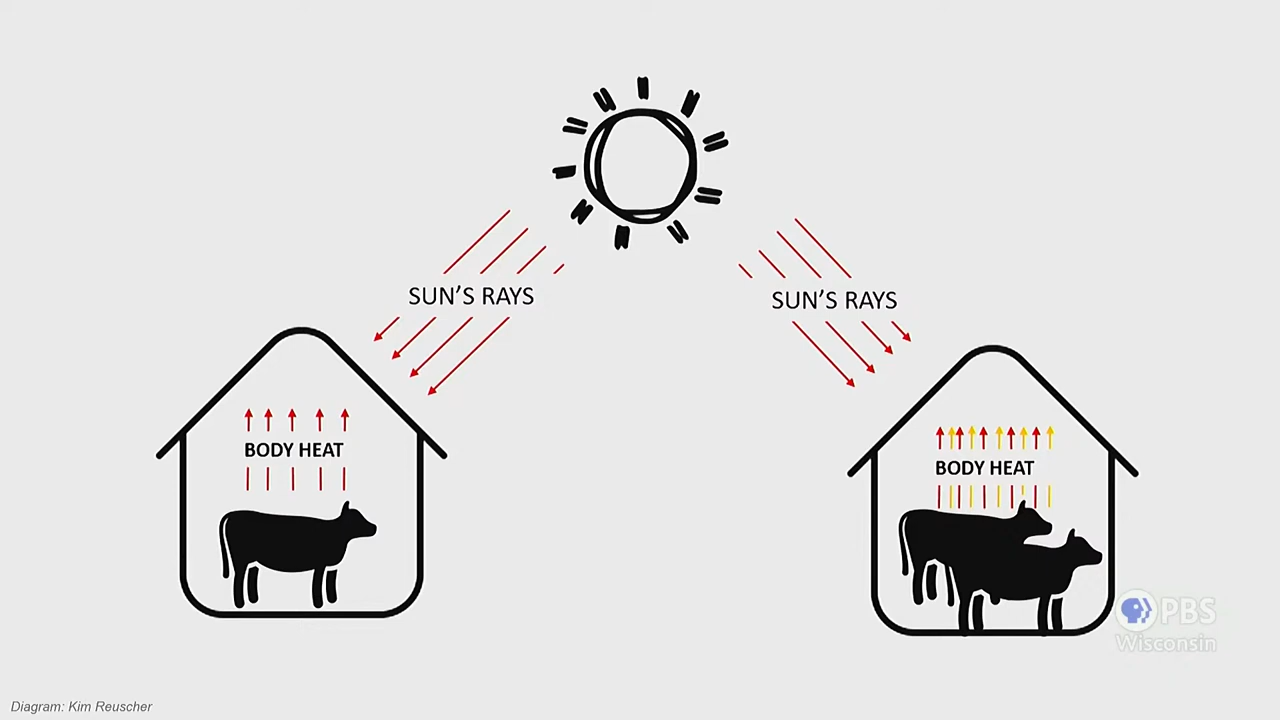 SUN'S RAYS
SUN'S RAYS
BODY HEAT
BODY HEAT
PBS
Wisconsin
Diagram: Kim Reuscher